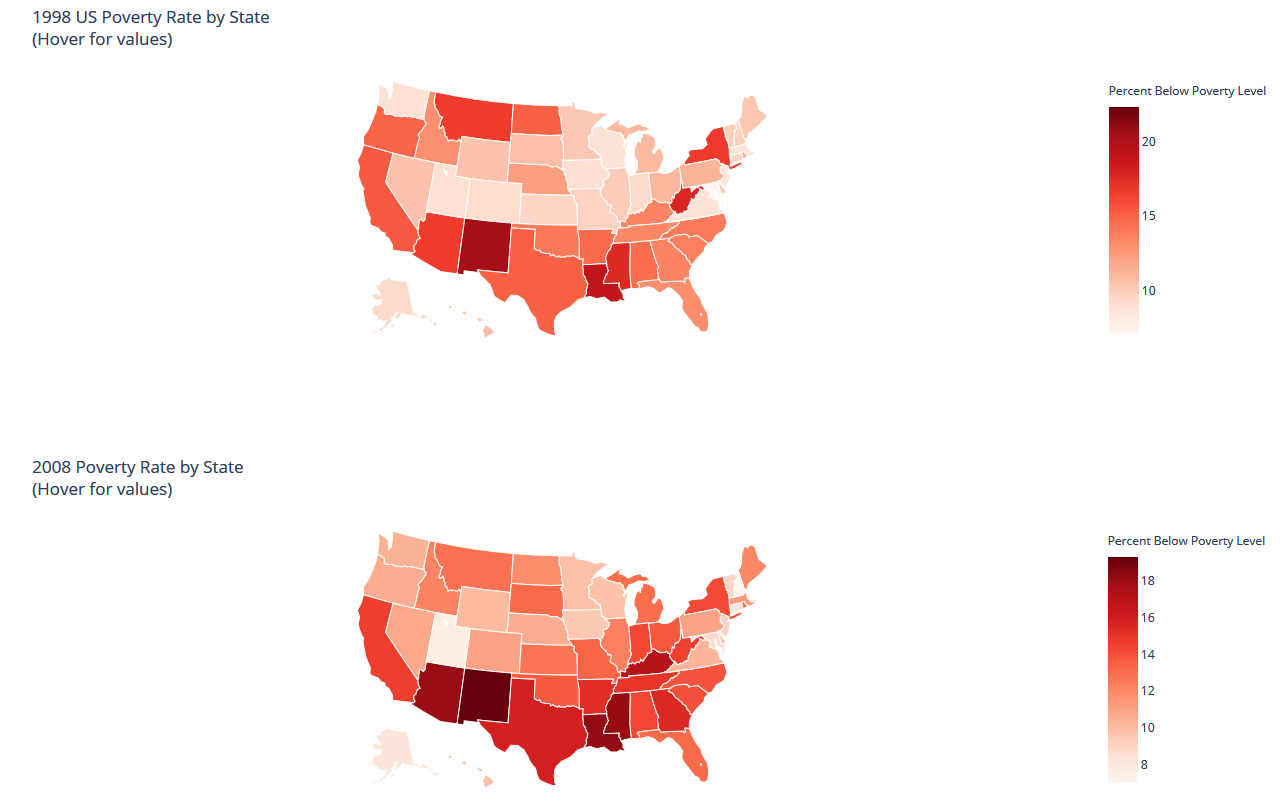 1998 US Poverty Rate by State
(Hover for values)
Percent Below Poverty Level
20
15
10
2008 Poverty Rate by State
(Hover for values)
Percent Below Poverty Level
18
16
14
12
10
8